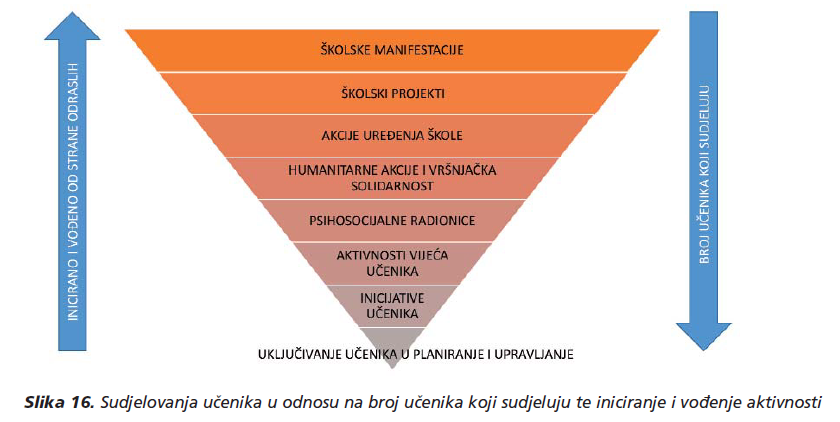 INICIRANO I VOĐENO OD STRANE ODRASLIH
ŠKOLSKE MANIFESTACIJE
ŠKOLSKI PROJEKTI
AKCIJE UREĐENJA ŠKOLE
HUMANITARNE AKCIJE I VRŠNJAČKA
SOLIDARNOST
PSIHOSOCIJALNE RADIONICE
AKTIVNOSTI VIJEĆA
UČENIKA
INICIJATIVE
UČENIKA
UKLJUČIVANJE UČENIKA U PLANIRANJE I UPRAVLJANJE
BROJ UČENIKA KOJI SUDJELUJU
Slika 16. Sudjelovanja učenika u odnosu na broj učenika koji sudjeluju te iniciranje i vođenje aktivnosti